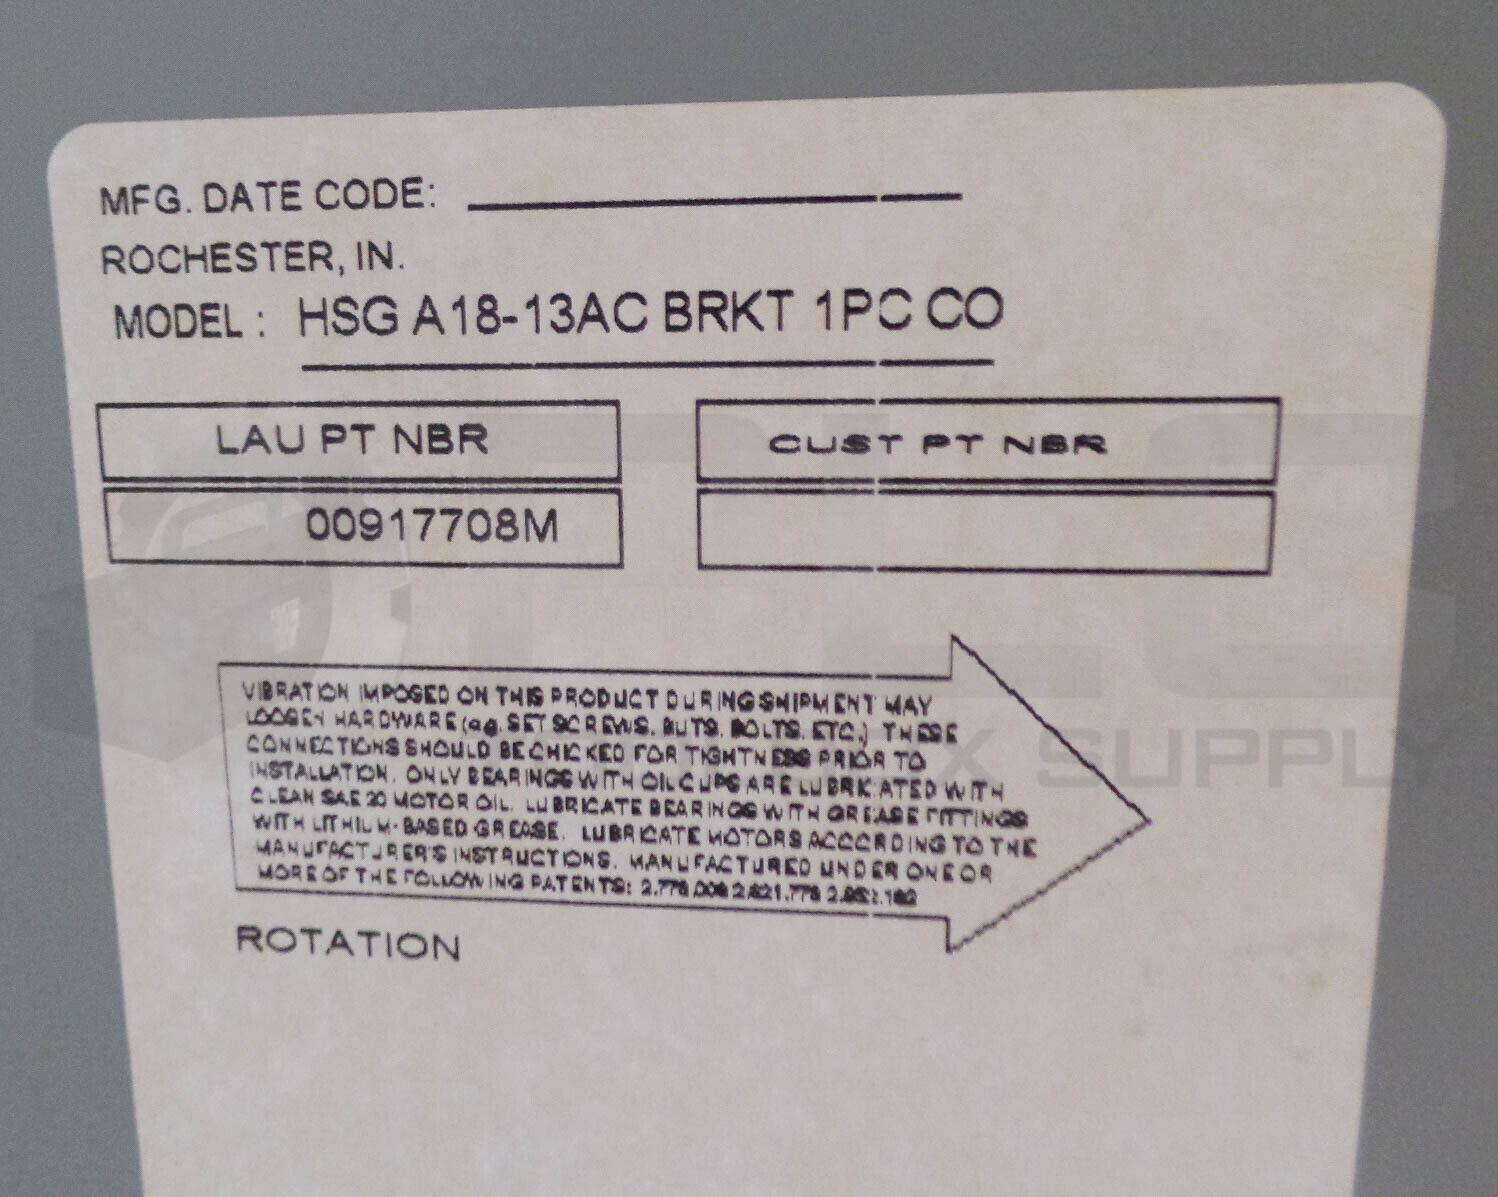 MFG. DATE CODE:
ROCHESTER, IN.
MODEL : HSG A18-13AC BRKT 1PC CO
LAU PT NBR
CUST PT NBR
00917708M
VIBRATION IMPOSED ON THIS PRODUCT DURING SHIPMENT MAY
LOOSEN HARDWARE (eg. SET SCREWS, NUTS, BOLTS, ETC.) THESE
CONNECTIONS SHOULD BE CHECKED FOR TIGHTNESS PRIOR TO
INSTALLATION. ONLY BEARINGS WITH OIL CUPS ARE LUBRICATED WITH
CLEAN SAE 20 MOTOR OIL. LUBRICATE BEARINGS WITH GREASE FITTINGS
WITH LITHIUM-BASED GREASE. LUBRICATE MOTORS ACCCRDING TO THE
MANUFACTURER'S INSTRUCTIONS. MANUFACTURED UNDER ONE OR
MORE OF THE FOLLOWING PATENTS:
ROTATION
SUPPLY